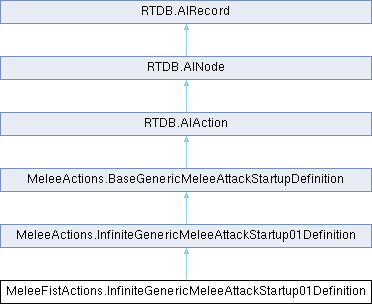 RTDB.AIRecord
RTDB.AINode
RTDB.AIAction
MeleeActions.BaseGenericMeleeAttackStartupDefinition
MeleeActions.InfiniteGenericMeleeAttackStartup01Definition
MeleeFistActions.InfiniteGenericMeleeAttackStartup01Definition